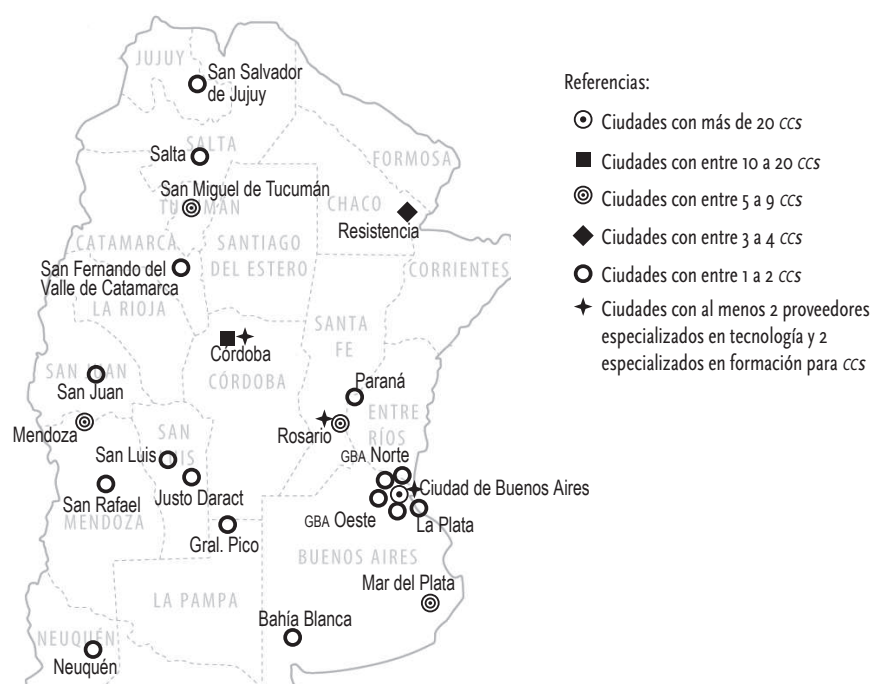 JUJUY
San Salvador
de Jujuy
SALTA
Salta
FORMOSA
San Miguel de Tucumán
TUCUMÁN
CHACO
Resistencia
CATAMARCA
SANTIAGO
DEL ESTERO
CORRIENTES
San Fernando del
Valle de Catamarca
LA RIOJA
SANTA
FE
Córdoba
CÓRDOBA
SAN JUAN
San Juan
Paraná
ENTRE
RÍOS
Mendoza
Rosario
SAN
LUIS
San Luis
GBA Norte
Ciudad de Buenos Aires
San Rafael
Justo Daract
MENDOZA
GBA Oeste
La Plata
Gral. Pico
BUENOS AIRES
Mar del Plata
LA PAMPA
Bahía Blanca
NEUQUÉN
Neuquén
Referencias:
Ciudades con más de 20 CCS
Ciudades con entre 10 a 20 CCS
Ciudades con entre 5 a 9 CCS
Ciudades con entre 3 a 4 CCS
Ciudades con entre 1 a 2 CCS
Ciudades con al menos 2 proveedores
especializados en tecnología y 2
especializados en formación para CCS